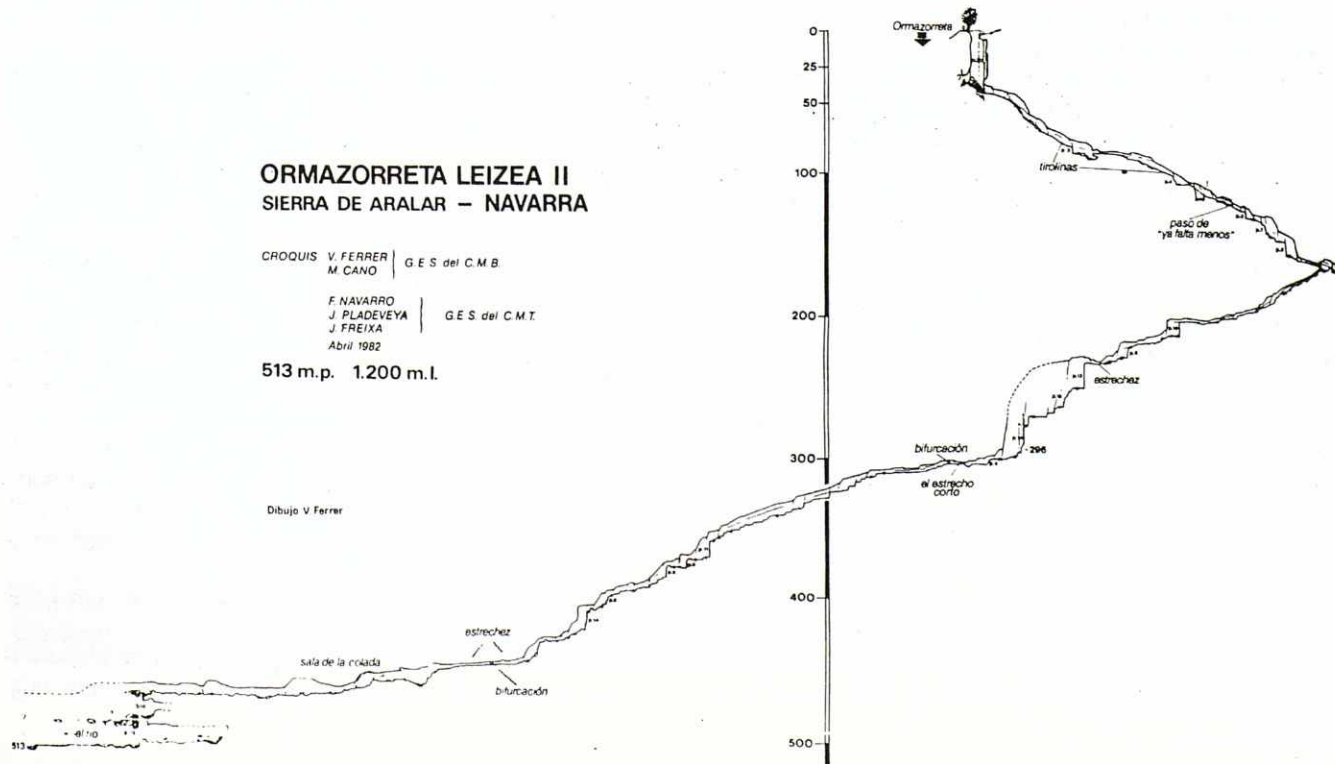 ORMAZORRETA LEIZEA II
SIERRA DE ARALAR – NAVARRA
CROQUIS V. FERRER
M. CANO
G.E.S del C.M.B.
F. NAVARRO
J. PLADEVEYA
J. FREIXA
G.E.S. del C.M.T.
Abril 1982
513 m.p. 1.200 m.l.
Dibujo V Ferrer
Ormazorreta
0
25
50
100
200
300
400
500
tirolinas
paso de
"ya falta menos"
estrechez
-296
bifurcación
el estrecho
corto
estrechez
bifurcación
sala de la colada
el rio
513